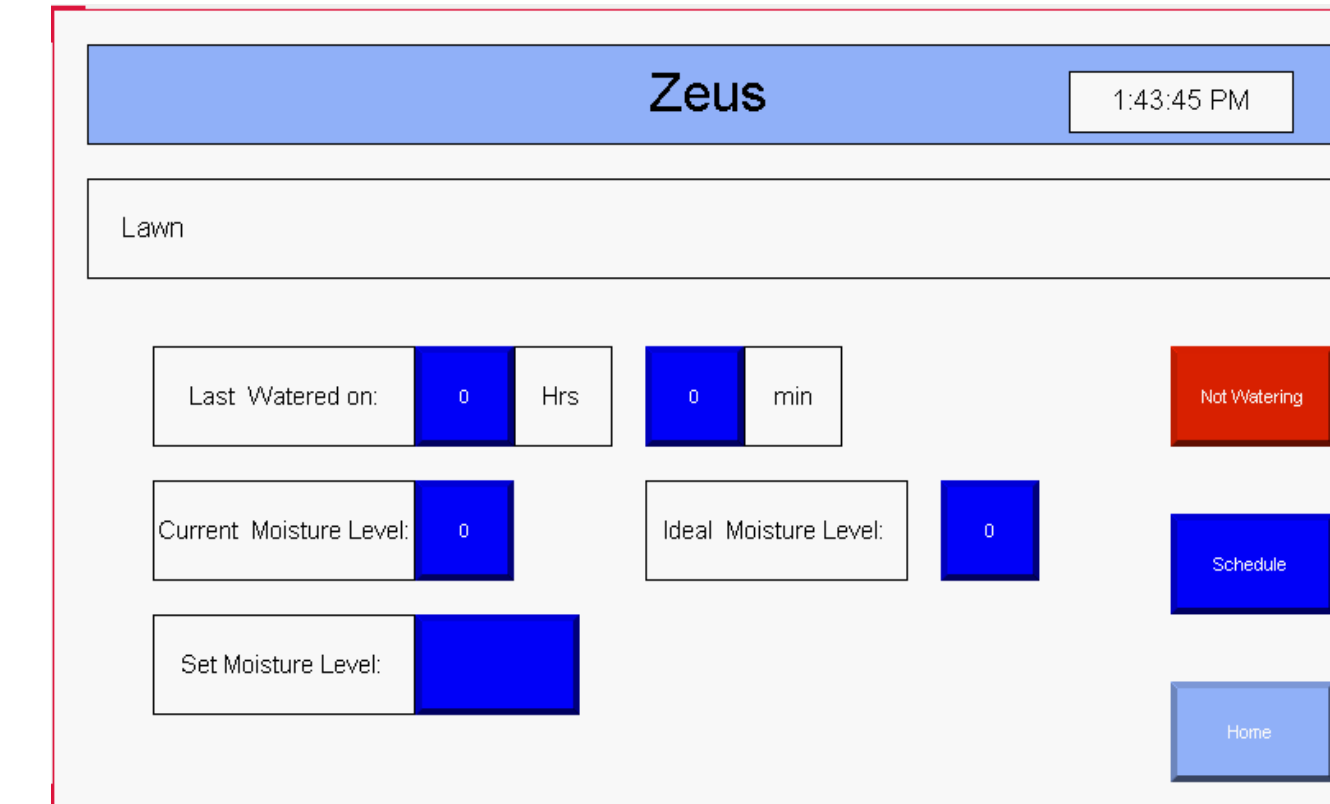 Zeus
1:43:45 PM
Lawn
Last Watered on: 0 Hrs 0 min
Not Watering
Current Moisture Level: 0 Ideal Moisture Level: 0
Schedule
Set Moisture Level:
Home